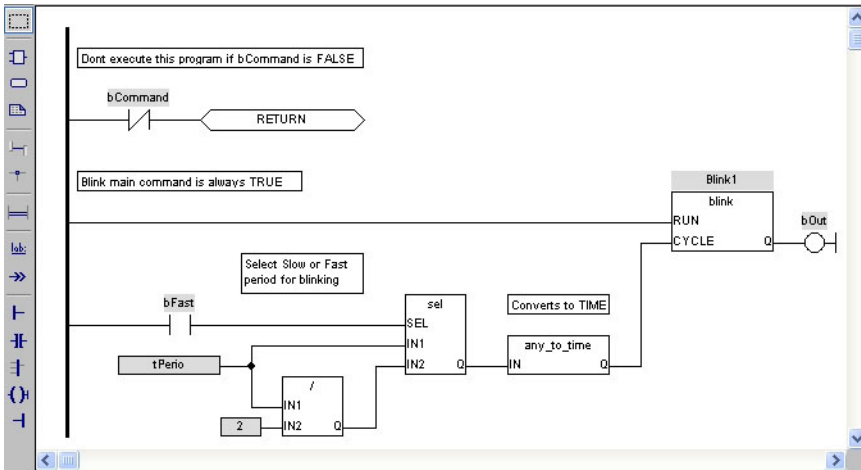 Dont execute this program if bCommand is FALSE
bCommand
RETURN
Blink main command is always TRUE
Blink1
blink
RUN
CYCLE Q
bOut
Select Slow or Fast
period for blinking
bFast
sel
SEL
IN1
IN2 Q
Converts to TIME
any_to_time
IN Q
tPerio
/
IN1
2
IN2 Q
lab: